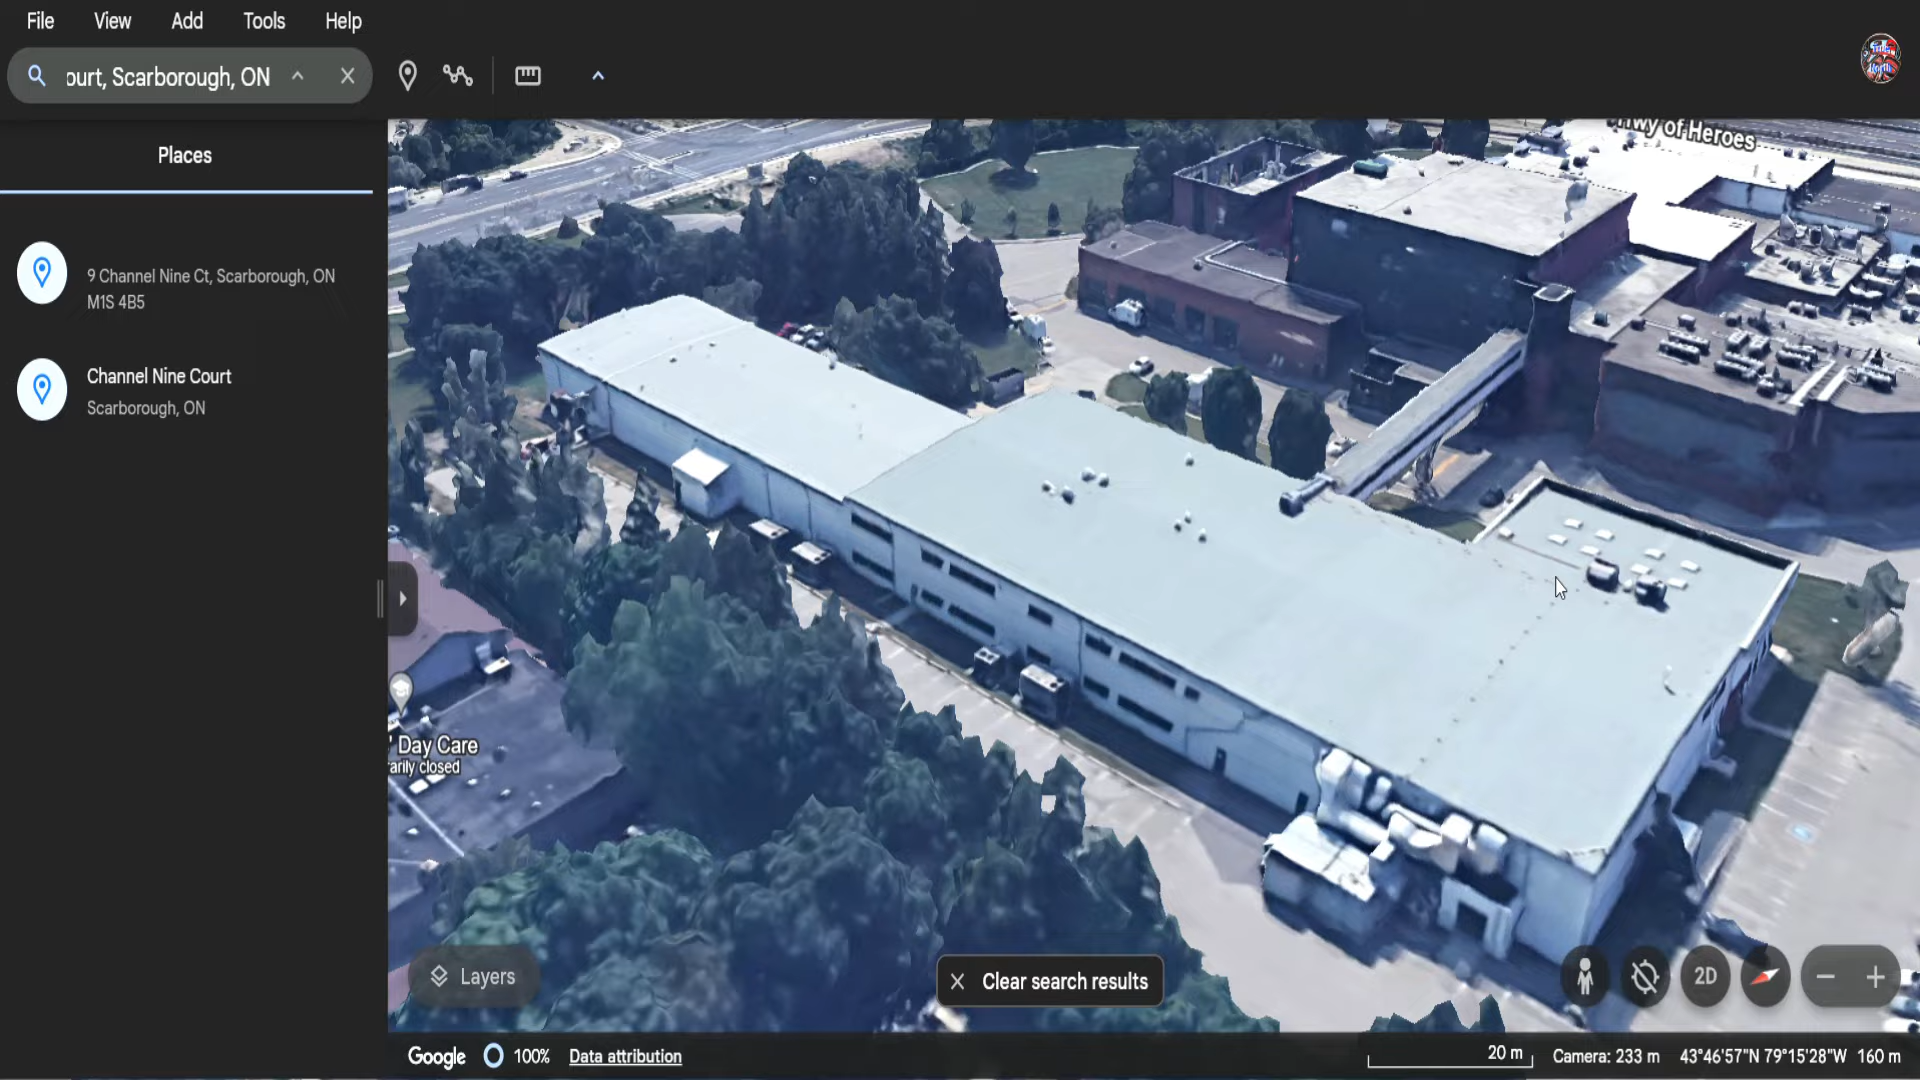 File View Add Tools Help
ourt, Scarborough, ON
Places
9 Channel Nine Ct, Scarborough, ON
M1S 4B5
Channel Nine Court
Scarborough, ON
Hwy of Heroes
Day Care
arily closed
Layers
Clear search results
2D
Google 100% Data attribution
20 m
Camera: 233 m 43°46'57"N 79°15'28"W 160 m